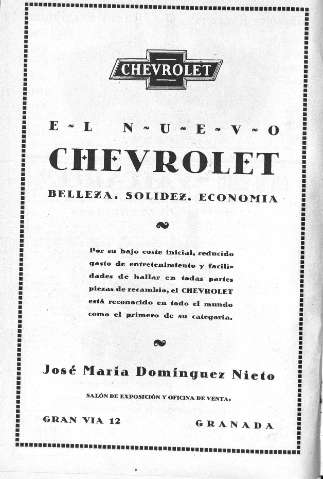 CHEVROLET
E-L N-U-E-V-O
CHEVROLET
BELLEZA. SOLIDEZ. ECONOMIA
Por su bajo coste inicial, reducido
gasto de entretenimiento y facili-
dades de hallar en todas partes
piezas de recambio, el CHEVROLET
está reconocido en todo el mundo
como el primero de su categoria.
José Maria Domínguez Nieto
SALÓN DE EXPOSICIÓN Y OFICINA DE VENTA:
GRAN VIA 12 GRANADA